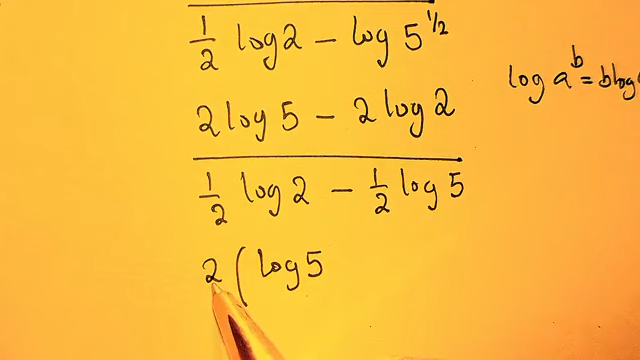 1/2 log 2 - log 5^1/2
log a^b = b log
2 log 5 - 2 log 2
1/2 log 2 - 1/2 log 5
2 ( log 5